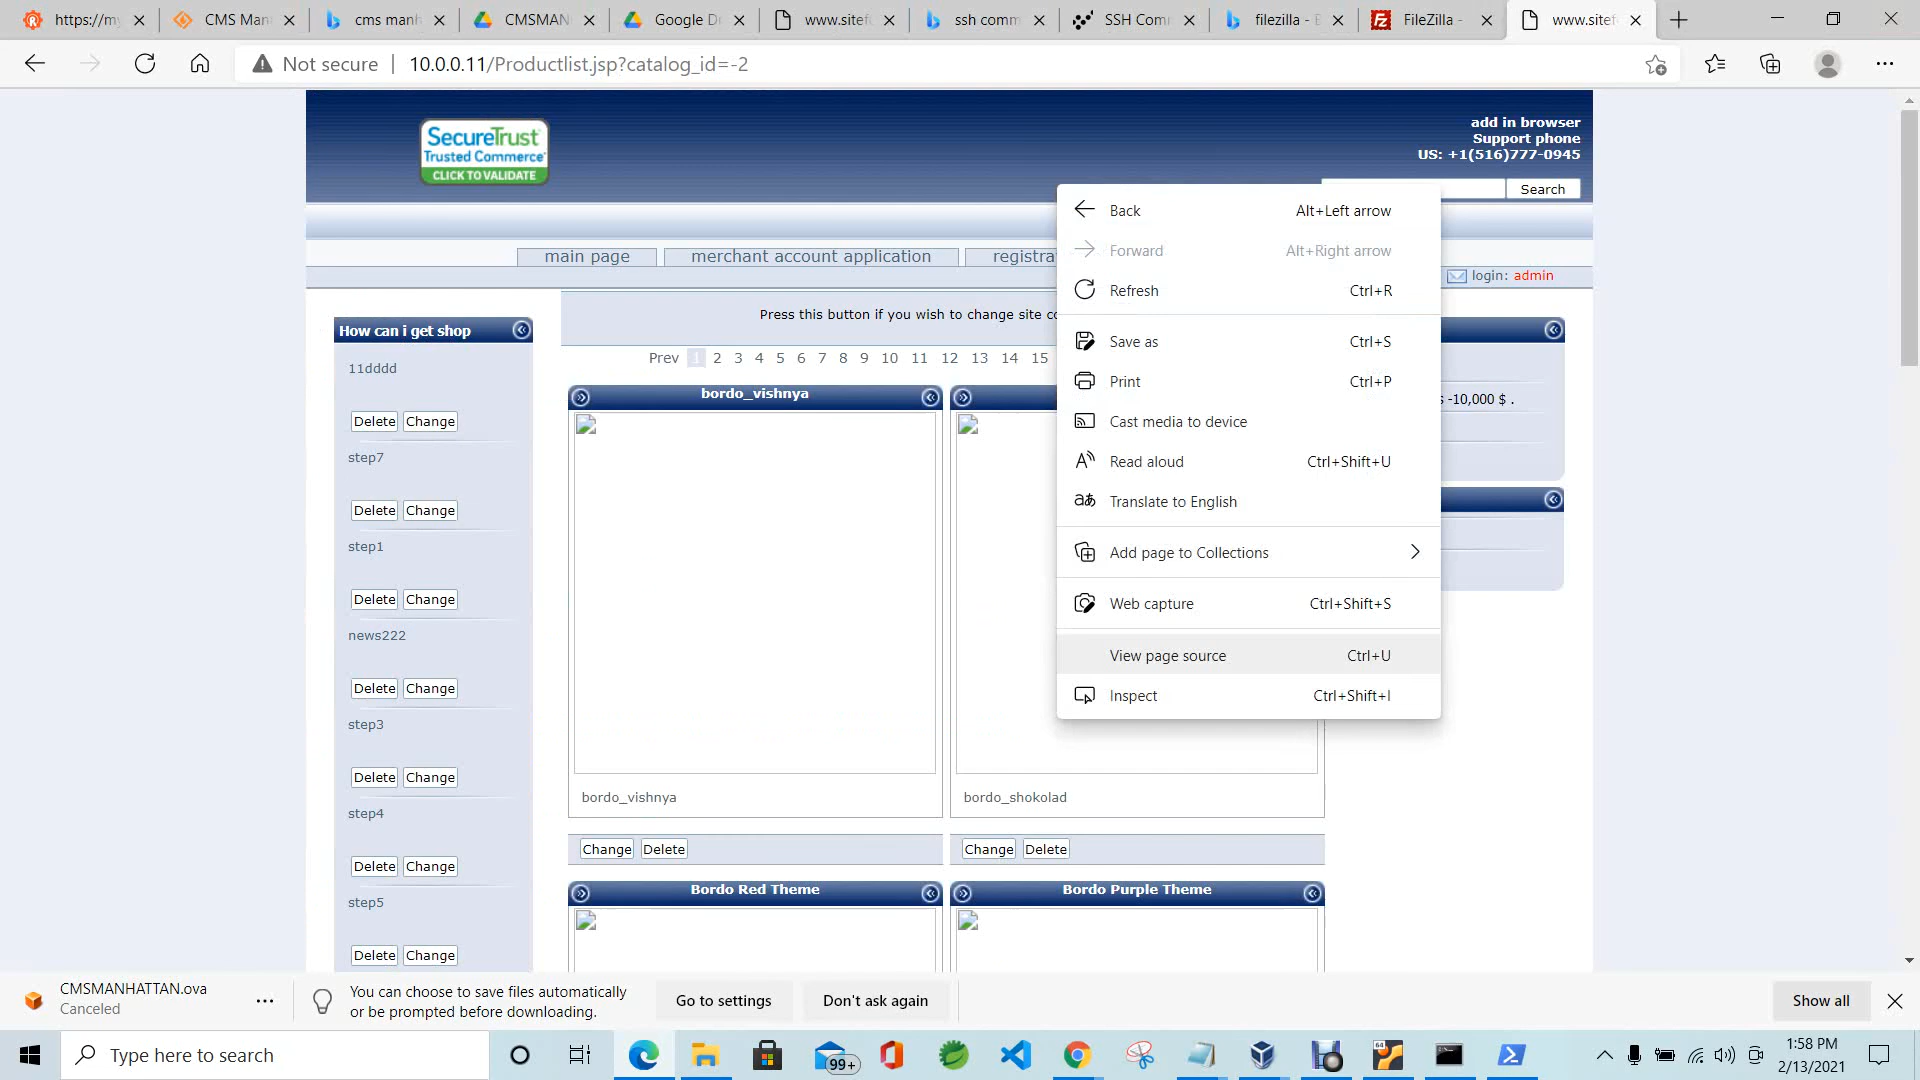 https://my
CMS Man
cms manh
CMSMAN
Google D
www.sitef
ssh comm
SSH Com
filezilla - B
FileZilla -
www.sitef
Not secure | 10.0.0.11/Productlist.jsp?catalog_id=-2
SecureTrust
Trusted Commerce
CLICK TO VALIDATE
add in browser
Support phone
US: +1(516)777-0945
Search
main page
merchant account application
registra
login: admin
How can i get shop
11dddd
Delete Change
step7
Delete Change
step1
Delete Change
news222
Delete Change
step3
Delete Change
step4
Delete Change
step5
Delete Change
Press this button if you wish to change site co
Prev 1 2 3 4 5 6 7 8 9 10 11 12 13 14 15
bordo_vishnya
bordo_vishnya
bordo_shokolad
Change Delete
Change Delete
Bordo Red Theme
Bordo Purple Theme
-10,000 $ .
Back Alt+Left arrow
Forward Alt+Right arrow
Refresh Ctrl+R
Save as Ctrl+S
Print Ctrl+P
Cast media to device
Read aloud Ctrl+Shift+U
Translate to English
Add page to Collections
Web capture Ctrl+Shift+S
View page source Ctrl+U
Inspect Ctrl+Shift+I
CMSMANHATTAN.ova
Canceled
You can choose to save files automatically
or be prompted before downloading.
Go to settings
Don't ask again
Show all
Type here to search
99+
1:58 PM
2/13/2021